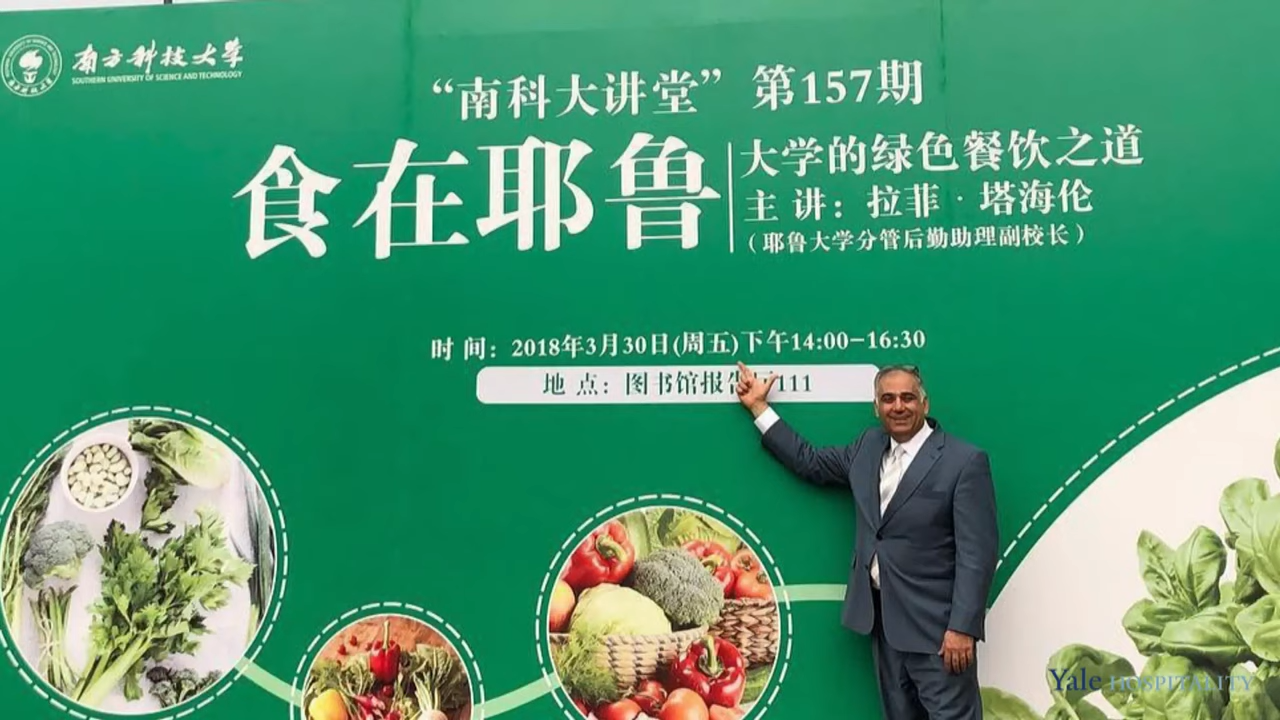 南方科技大学
SOUTHERN UNIVERSITY OF SCIENCE AND TECHNOLOGY
“南科大讲堂” 第157期
食在耶鲁
大学的绿色餐饮之道
主 讲：拉菲·塔海伦
（耶鲁大学分管后勤助理副校长）
时 间：2018年3月30日(周五)下午14:00-16:30
地 点：图书馆报告 111
Yale HOSPITALITY